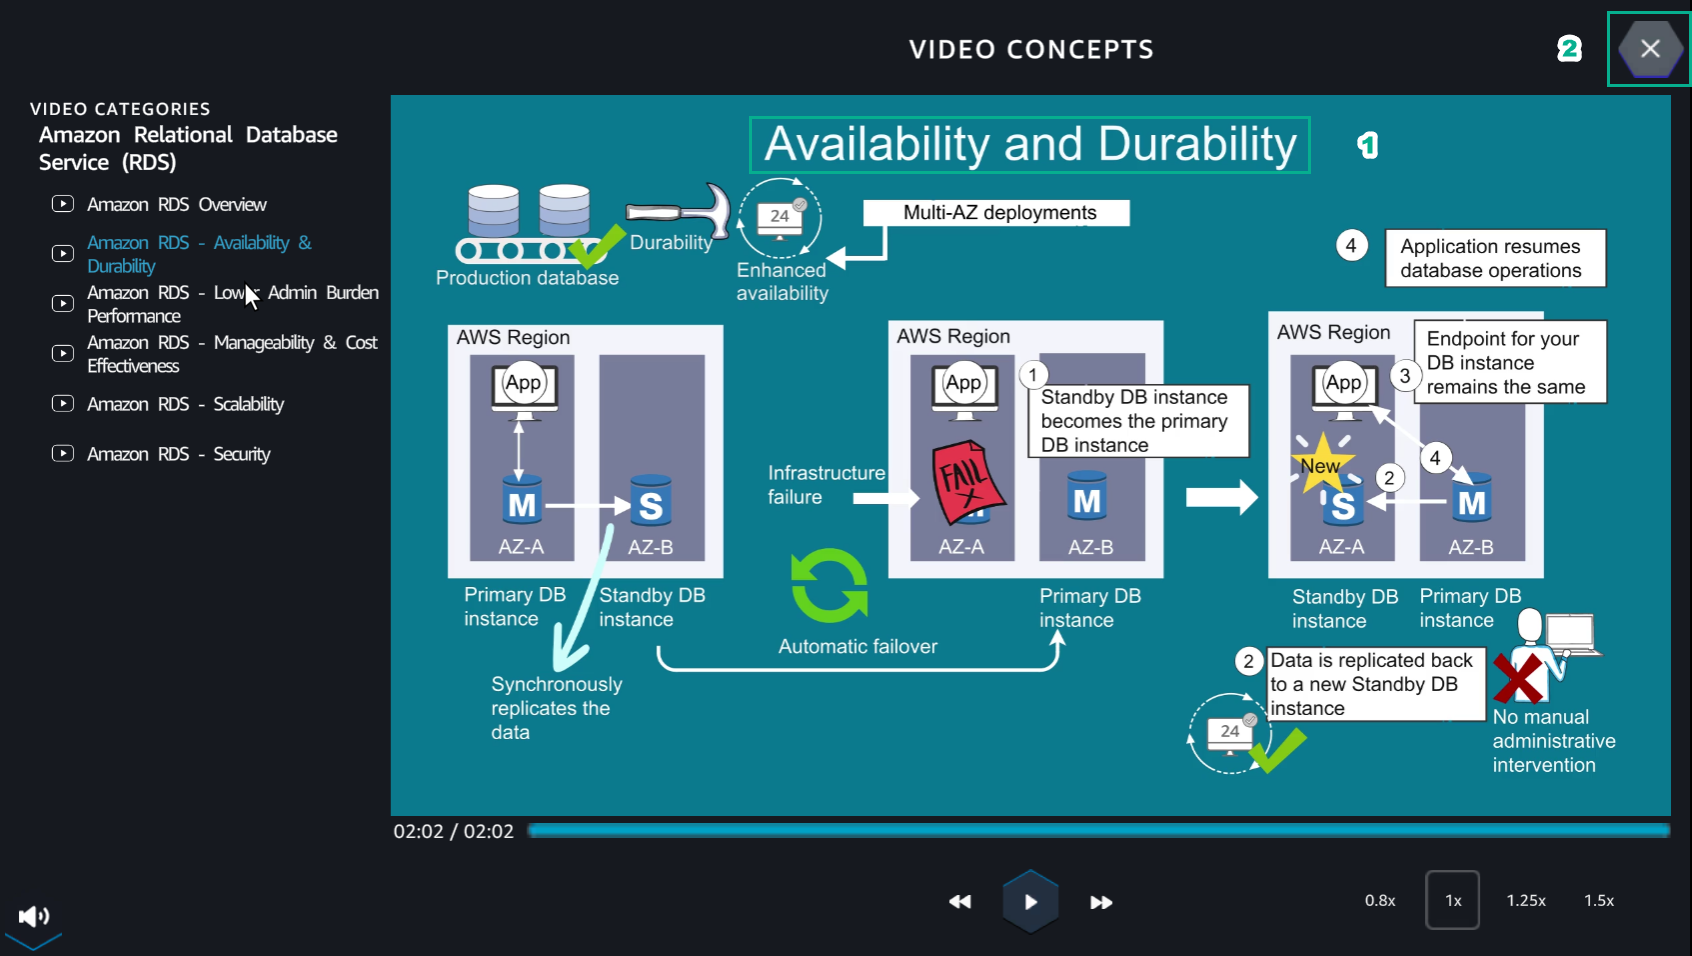 VIDEO CONCEPTS
2
VIDEO CATEGORIES
Amazon Relational Database
Service (RDS)
Amazon RDS Overview
Amazon RDS - Availability &
Durability
Amazon RDS - Lower Admin Burden
Performance
Amazon RDS - Manageability & Cost
Effectiveness
Amazon RDS - Scalability
Amazon RDS - Security
Availability and Durability
1
Production database
Durability
24
Enhanced
availability
Multi-AZ deployments
4
Application resumes
database operations
AWS Region
App
M
S
AZ-A
AZ-B
Primary DB
instance
Standby DB
instance
Synchronously
replicates the
data
Infrastructure
failure
Automatic failover
AWS Region
App
1
Standby DB instance
becomes the primary
DB instance
FAIL
X
M
M
AZ-A
AZ-B
Primary DB
instance
AWS Region
App
3
Endpoint for your
DB instance
remains the same
New
4
2
S
M
AZ-A
AZ-B
Standby DB
instance
Primary DB
instance
2
Data is replicated back
to a new Standby DB
instance
24
No manual
administrative
intervention
02:02 / 02:02
0.8x
1x
1.25x
1.5x